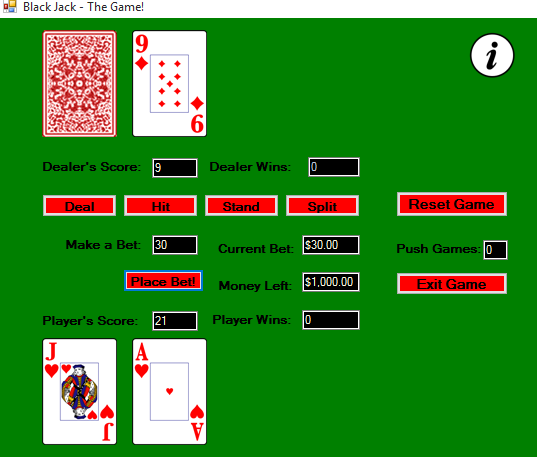 Black Jack - The Game!
9
9
i
Dealer's Score: 9 Dealer Wins: 0
Deal Hit Stand Split Reset Game
Make a Bet: 30 Current Bet: $30.00 Push Games: 0
Place Bet! Money Left: $1,000.00 Exit Game
Player's Score: 21 Player Wins: 0
J A
J A